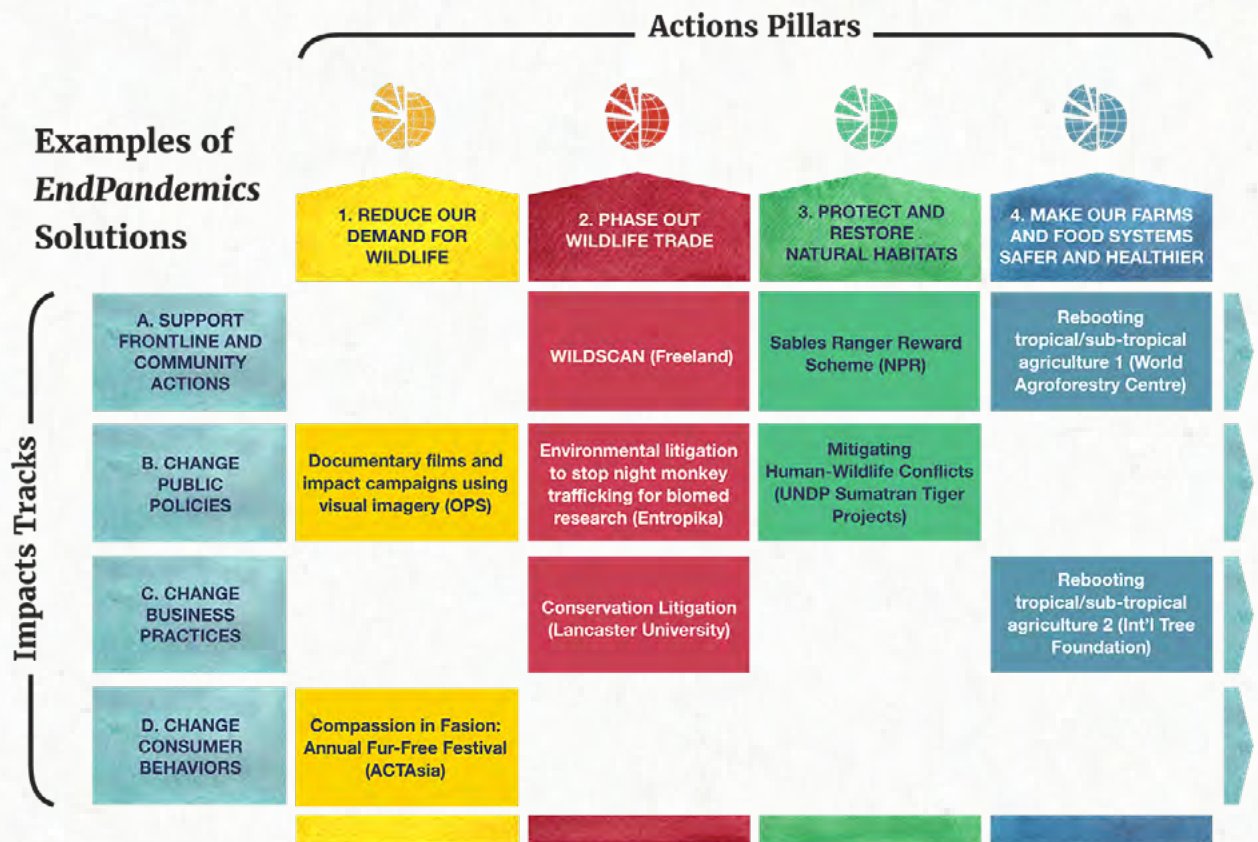 Actions Pillars
Examples of
EndPandemics
Solutions
1. REDUCE OUR
DEMAND FOR
WILDLIFE
2. PHASE OUT
WILDLIFE TRADE
3. PROTECT AND
RESTORE
NATURAL HABITATS
4. MAKE OUR FARMS
AND FOOD SYSTEMS
SAFER AND HEALTHIER
Impacts Tracks
A. SUPPORT
FRONTLINE AND
COMMUNITY
ACTIONS
WILDSCAN (Freeland)
Sables Ranger Reward
Scheme (NPR)
Rebooting
tropical/sub-tropical
agriculture 1 (World
Agroforestry Centre)
B. CHANGE
PUBLIC
POLICIES
Documentary films and
impact campaigns using
visual imagery (OPS)
Environmental litigation
to stop night monkey
trafficking for biomed
research (Entropika)
Mitigating
Human-Wildlife Conflicts
(UNDP Sumatran Tiger
Projects)
C. CHANGE
BUSINESS
PRACTICES
Conservation Litigation
(Lancaster University)
Rebooting
tropical/sub-tropical
agriculture 2 (Int'l Tree
Foundation)
D. CHANGE
CONSUMER
BEHAVIORS
Compassion in Fasion:
Annual Fur-Free Festival
(ACTAsia)